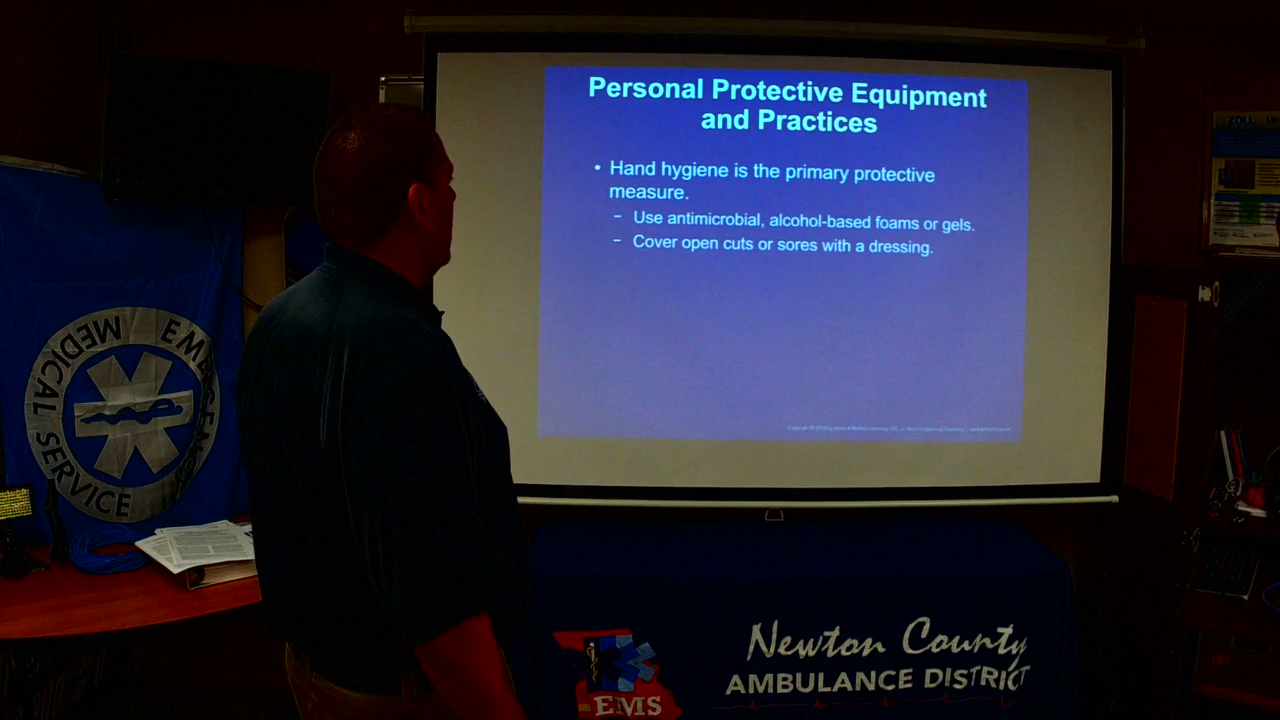 Personal Protective Equipment
and Practices
• Hand hygiene is the primary protective
measure.
– Use antimicrobial, alcohol-based foams or gels.
– Cover open cuts or sores with a dressing.
EMERGENCY
MEDICAL SERVICE
ZOLL
Newton County
AMBULANCE DISTRICT
EMS